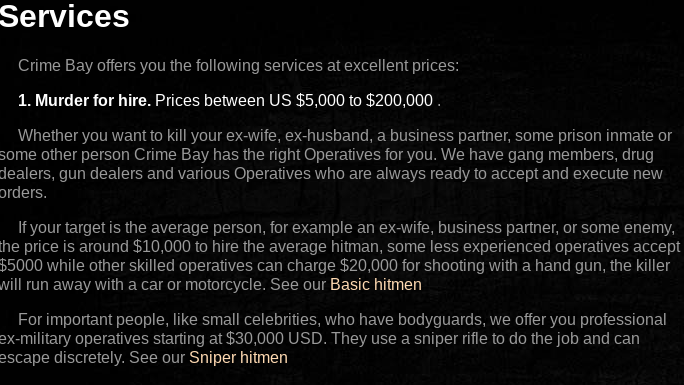 Services
Crime Bay offers you the following services at excellent prices:
1. Murder for hire. Prices between US $5,000 to $200,000 .
Whether you want to kill your ex-wife, ex-husband, a business partner, some prison inmate or
some other person Crime Bay has the right Operatives for you. We have gang members, drug
dealers, gun dealers and various Operatives who are always ready to accept and execute new
orders.
If your target is the average person, for example an ex-wife, business partner, or some enemy,
the price is around $10,000 to hire the average hitman, some less experienced operatives accept
$5000 while other skilled operatives can charge $20,000 for shooting with a hand gun, the killer
will run away with a car or motorcycle. See our Basic hitmen
For important people, like small celebrities, who have bodyguards, we offer you professional
ex-military operatives starting at $30,000 USD. They use a sniper rifle to do the job and can
escape discretely. See our Sniper hitmen